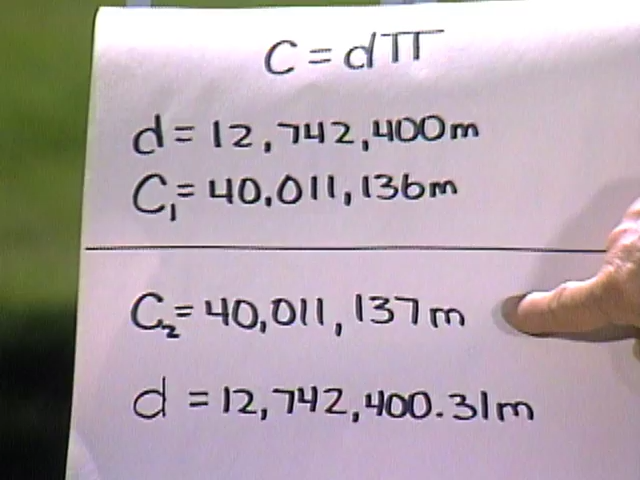 C = dπ
d = 12,742,400m
C₁ = 40,011,136m
C₂ = 40,011,137m
d = 12,742,400.31m